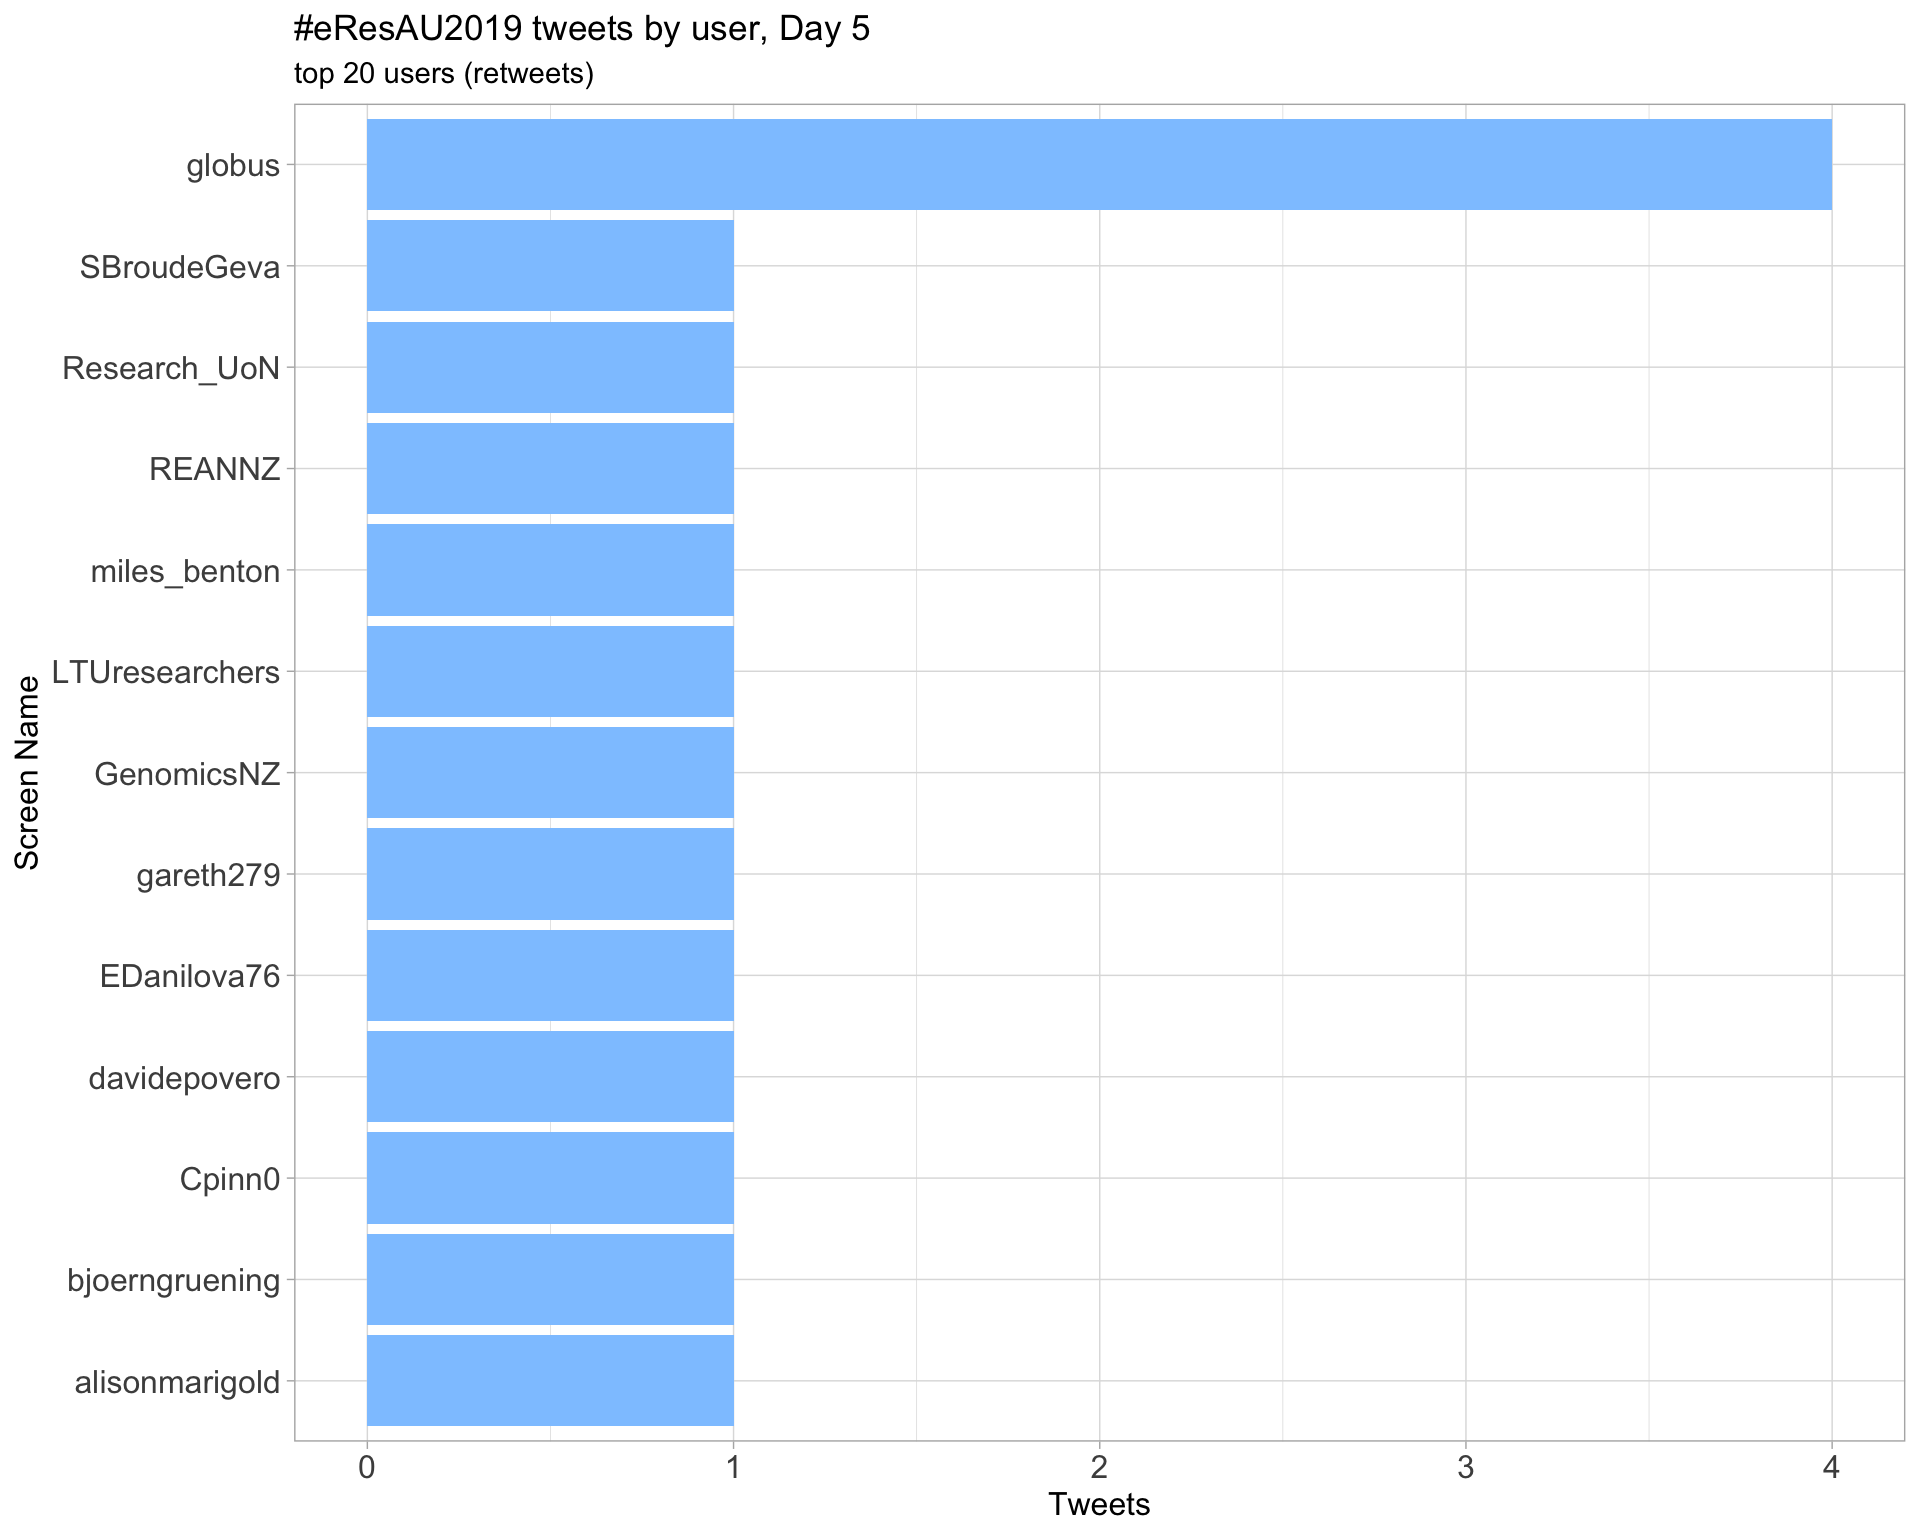 #eResAU2019 tweets by user, Day 5
top 20 users (retweets)
globus
SBroudeGeva
Research_UoN
REANNZ
miles_benton
LTUresearchers
GenomicsNZ
gareth279
EDanilova76
davidepovero
Cpinn0
bjoerngruening
alisonmarigold
Screen Name
0 1 2 3 4
Tweets